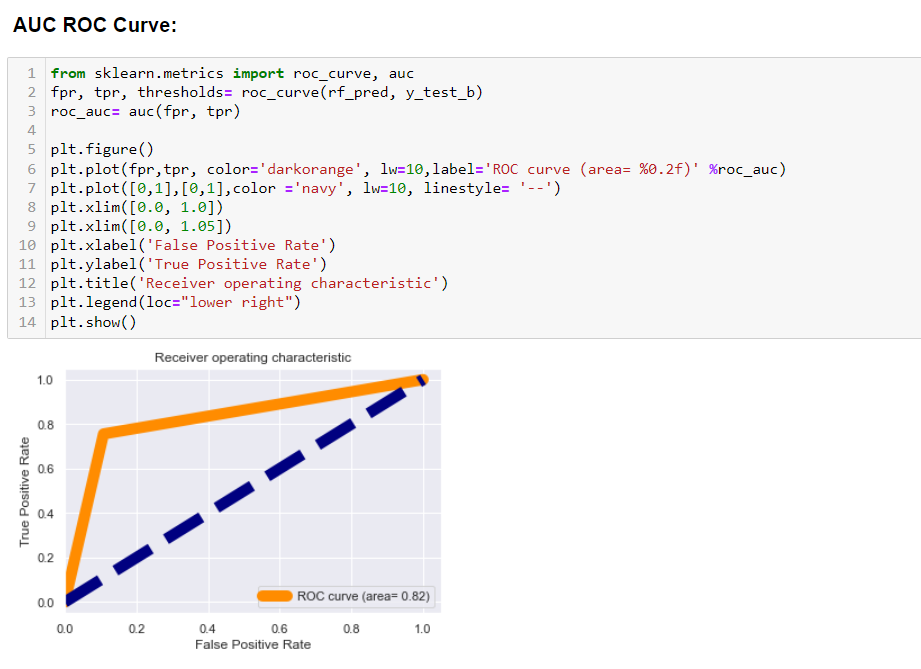 AUC ROC Curve:
1 from sklearn.metrics import roc_curve, auc
2 fpr, tpr, thresholds= roc_curve(rf_pred, y_test_b)
3 roc_auc= auc(fpr, tpr)
4
5 plt.figure()
6 plt.plot(fpr,tpr, color='darkorange', lw=10,label='ROC curve (area= %0.2f)' %roc_auc)
7 plt.plot([0,1],[0,1],color ='navy', lw=10, linestyle= '--')
8 plt.xlim([0.0, 1.0])
9 plt.xlim([0.0, 1.05])
10 plt.xlabel('False Positive Rate')
11 plt.ylabel('True Positive Rate')
12 plt.title('Receiver operating characteristic')
13 plt.legend(loc="lower right")
14 plt.show()
Receiver operating characteristic
True Positive Rate
1.0
0.8
0.6
0.4
0.2
0.0
ROC curve (area= 0.82)
0.0 0.2 0.4 0.6 0.8 1.0
False Positive Rate